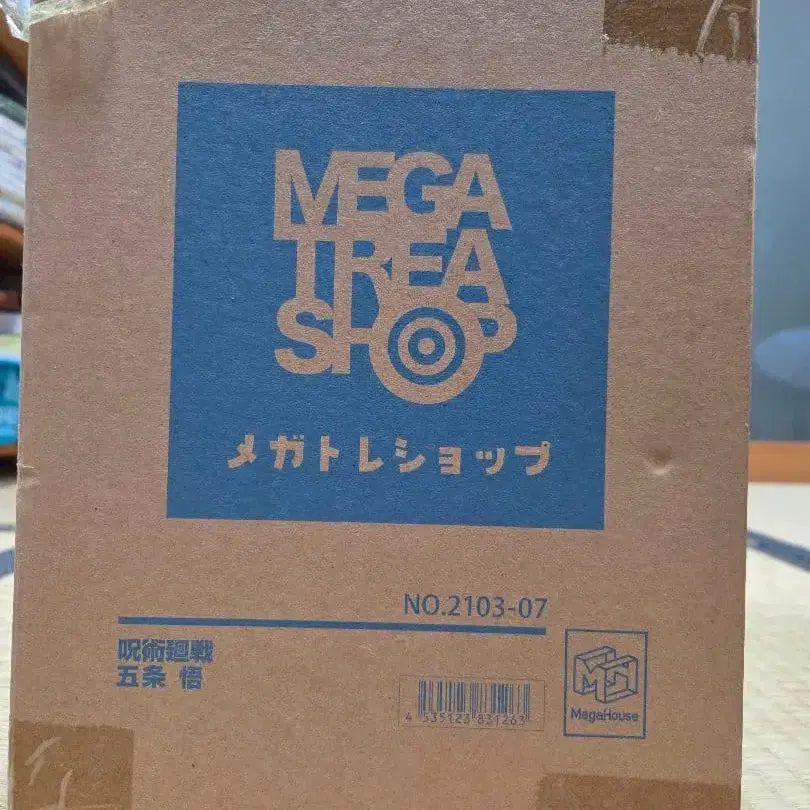 MEGA
TREA
SHOP
メガトレショップ
NO.2103-07
呪術廻戦
五条 悟
4 535123 831263
MegaHouse